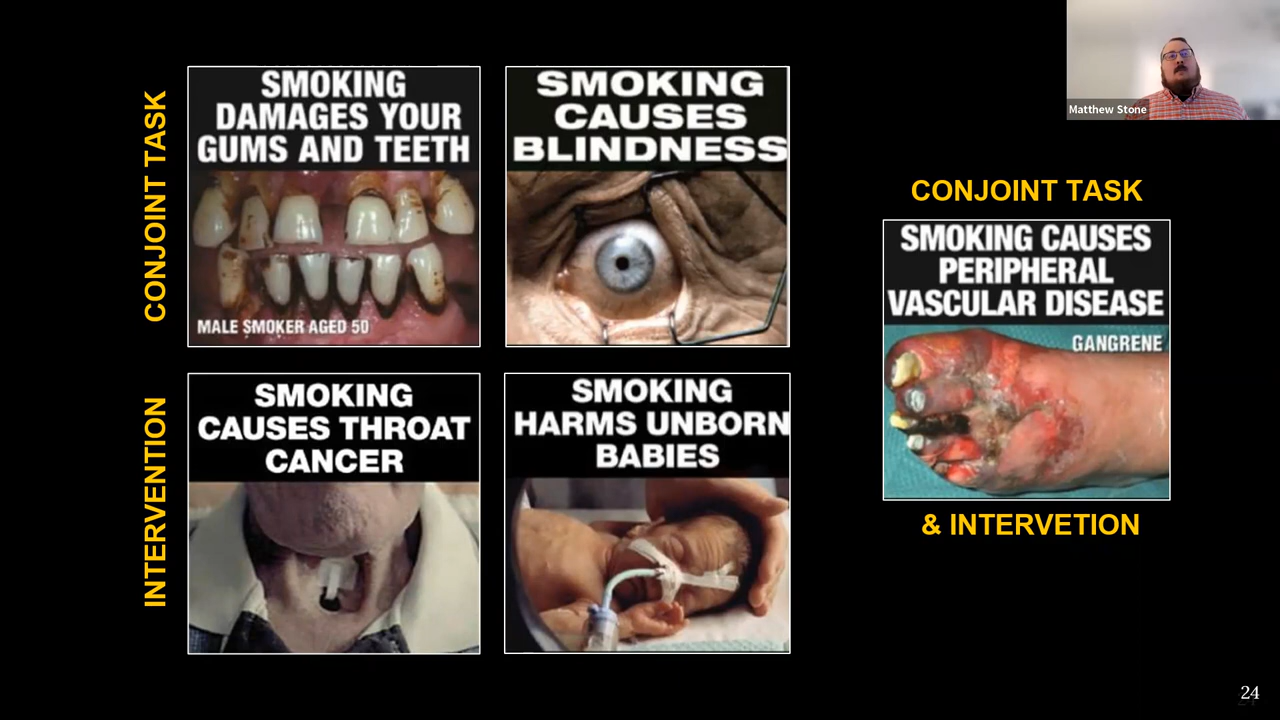 Matthew Stone
CONJOINT TASK
SMOKING
DAMAGES YOUR
GUMS AND TEETH
MALE SMOKER AGED 50
SMOKING
CAUSES
BLINDNESS
INTERVENTION
SMOKING
CAUSES THROAT
CANCER
SMOKING
HARMS UNBORN
BABIES
CONJOINT TASK
SMOKING CAUSES
PERIPHERAL
VASCULAR DISEASE
GANGRENE
& INTERVETION
24